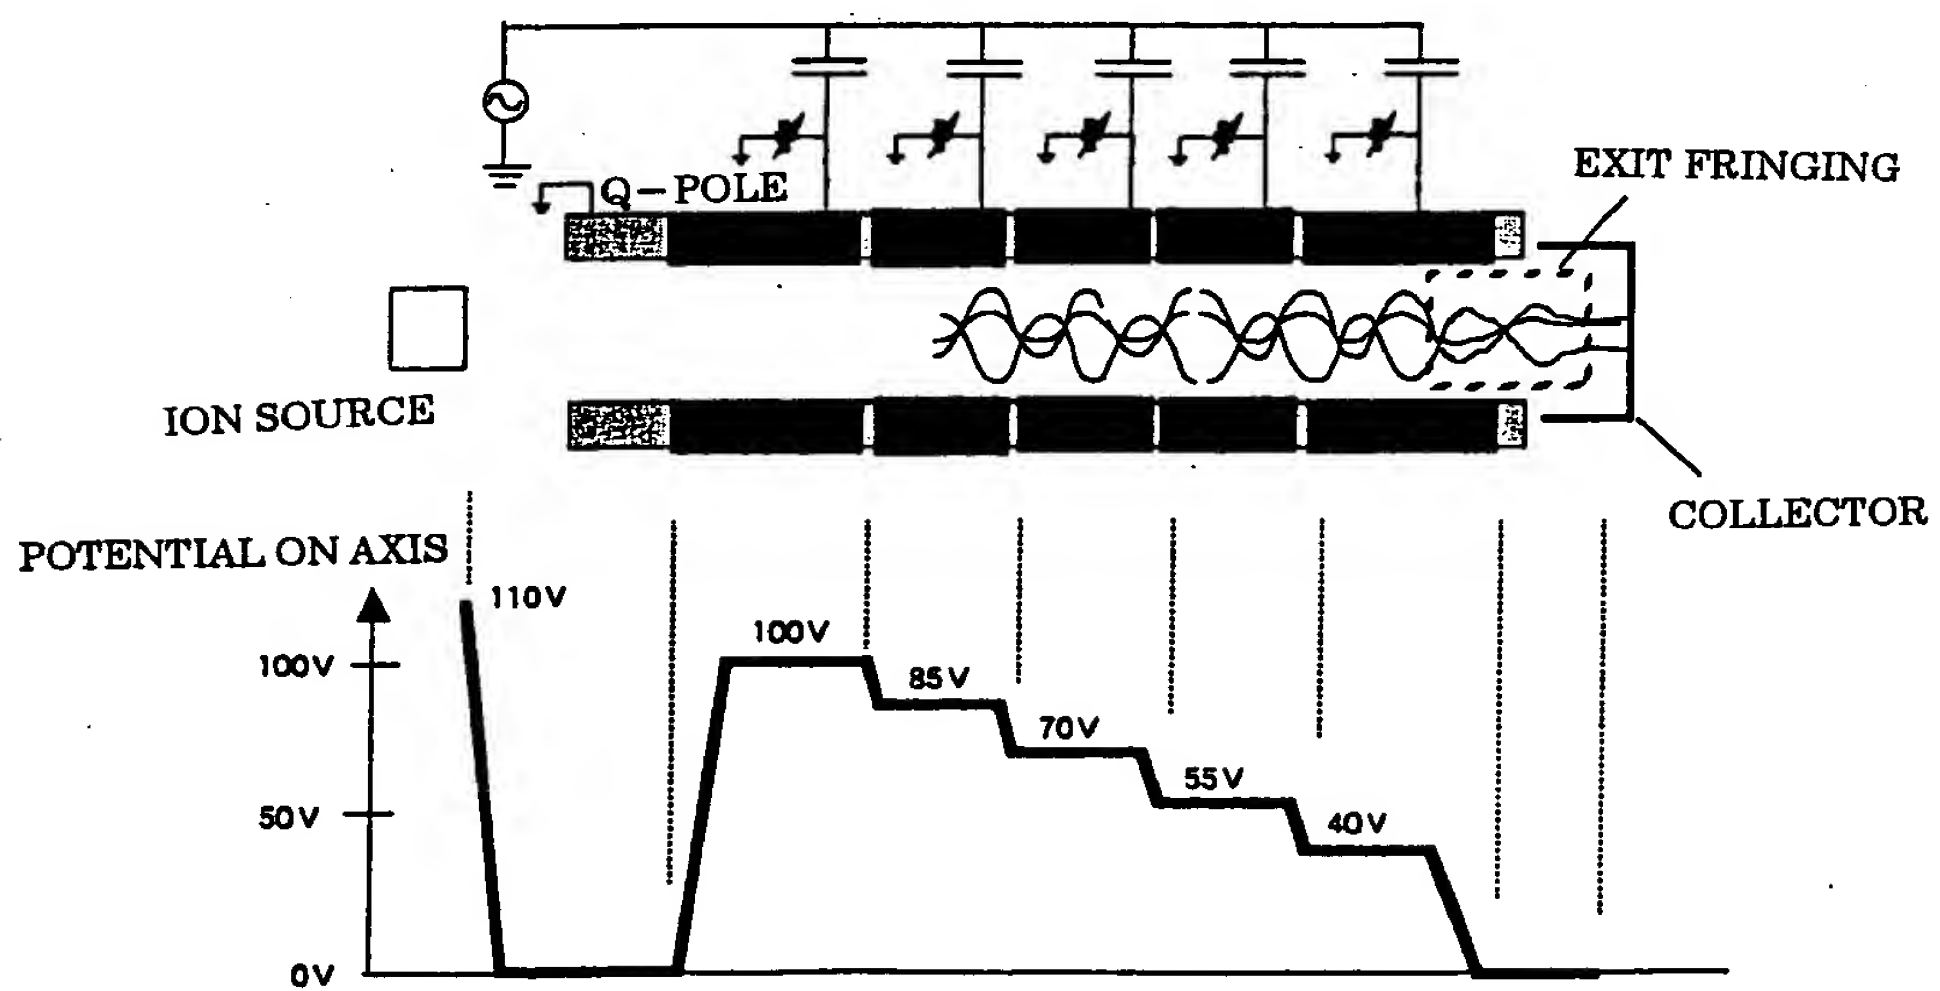 EXIT FRINGING
Q-POLE
ION SOURCE
COLLECTOR
POTENTIAL ON AXIS
110V
100V
100V
85V
70V
55V
50V
40V
0V